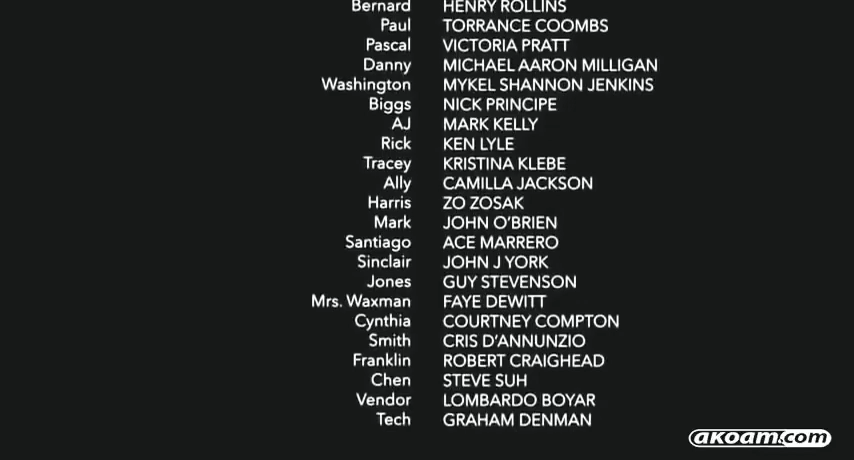 Bernard HENRY ROLLINS
Paul TORRANCE COOMBS
Pascal VICTORIA PRATT
Danny MICHAEL AARON MILLIGAN
Washington MYKEL SHANNON JENKINS
Biggs NICK PRINCIPE
AJ MARK KELLY
Rick KEN LYLE
Tracey KRISTINA KLEBE
Ally CAMILLA JACKSON
Harris ZO ZOSAK
Mark JOHN O'BRIEN
Santiago ACE MARRERO
Sinclair JOHN J YORK
Jones GUY STEVENSON
Mrs. Waxman FAYE DEWITT
Cynthia COURTNEY COMPTON
Smith CRIS D'ANNUNZIO
Franklin ROBERT CRAIGHEAD
Chen STEVE SUH
Vendor LOMBARDO BOYAR
Tech GRAHAM DENMAN
akoam.com